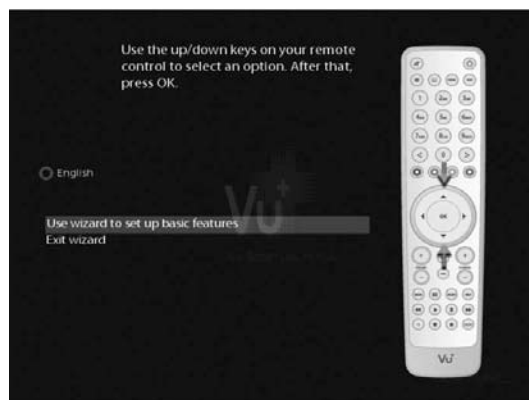 Use the up/down keys on your remote
control to select an option. After that,
press OK.
English
Vu+
Use wizard to set up basic features
Exit wizard
OK
Vu+